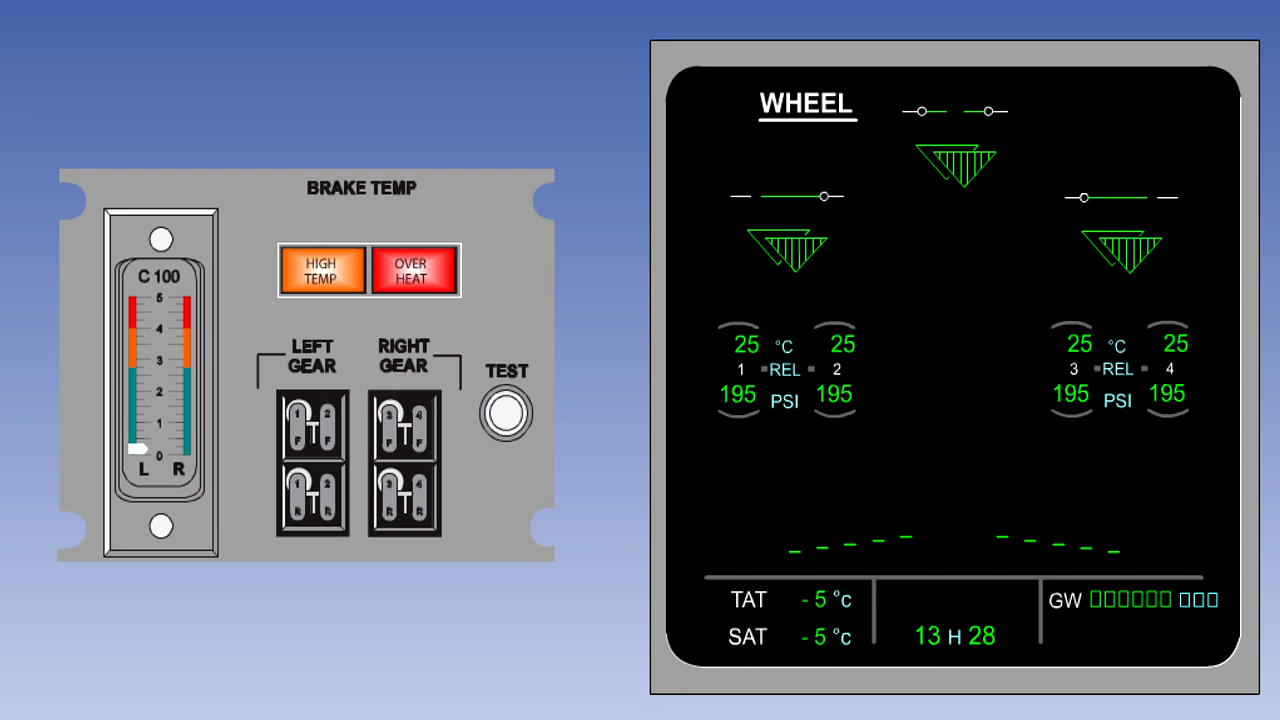 BRAKE TEMP
HIGH
TEMP
OVER
HEAT
C 100
5
4
3
2
1
0
L R
LEFT
GEAR
RIGHT
GEAR
TEST
1 2
F F
3 4
F F
1 2
R R
3 4
R R
WHEEL
25 °C 25
1 REL 2
195 PSI 195
25 °C 25
3 REL 4
195 PSI 195
TAT - 5 °c
SAT - 5 °c
13 H 28
GW